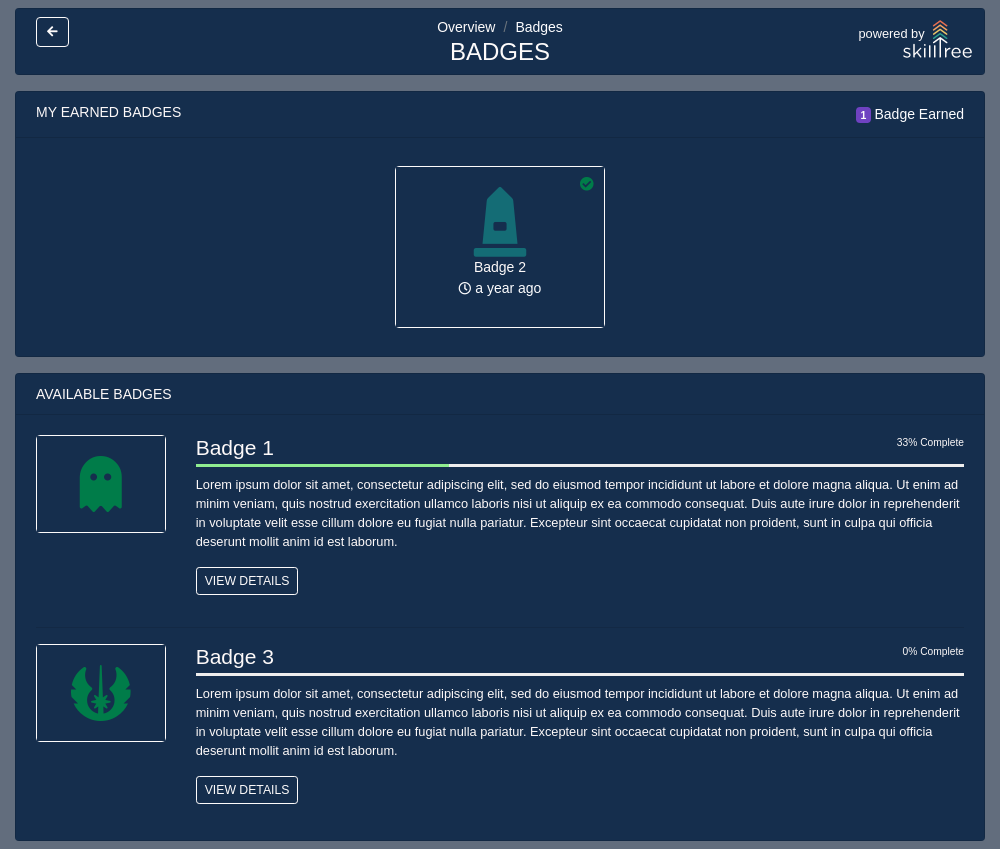 Overview / Badges
BADGES
powered by
skilltree
MY EARNED BADGES
1 Badge Earned
Badge 2
a year ago
AVAILABLE BADGES
Badge 1
33% Complete
Lorem ipsum dolor sit amet, consectetur adipiscing elit, sed do eiusmod tempor incididunt ut labore et dolore magna aliqua. Ut enim ad
minim veniam, quis nostrud exercitation ullamco laboris nisi ut aliquip ex ea commodo consequat. Duis aute irure dolor in reprehenderit
in voluptate velit esse cillum dolore eu fugiat nulla pariatur. Excepteur sint occaecat cupidatat non proident, sunt in culpa qui officia
deserunt mollit anim id est laborum.
VIEW DETAILS
Badge 3
0% Complete
Lorem ipsum dolor sit amet, consectetur adipiscing elit, sed do eiusmod tempor incididunt ut labore et dolore magna aliqua. Ut enim ad
minim veniam, quis nostrud exercitation ullamco laboris nisi ut aliquip ex ea commodo consequat. Duis aute irure dolor in reprehenderit
in voluptate velit esse cillum dolore eu fugiat nulla pariatur. Excepteur sint occaecat cupidatat non proident, sunt in culpa qui officia
deserunt mollit anim id est laborum.
VIEW DETAILS